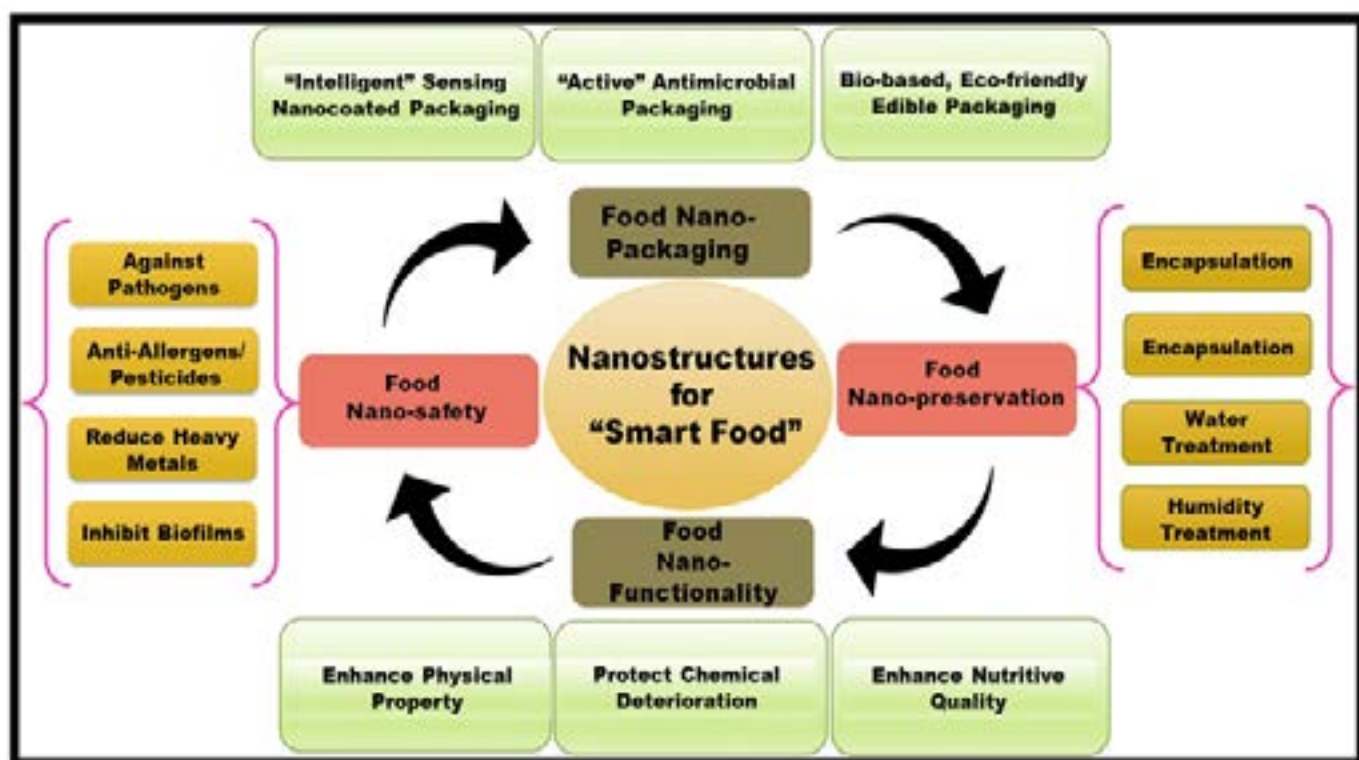 "Intelligent" Sensing
Nanocoated Packaging
"Active" Antimicrobial
Packaging
Bio-based, Eco-friendly
Edible Packaging
Food Nano-
Packaging
Against
Pathogens
Anti-Allergens/
Pesticides
Reduce Heavy
Metals
Inhibit Biofilms
Food
Nano-safety
Nanostructures
for
"Smart Food"
Food
Nano-preservation
Encapsulation
Encapsulation
Water
Treatment
Humidity
Treatment
Food
Nano-
Functionality
Enhance Physical
Property
Protect Chemical
Deterioration
Enhance Nutritive
Quality